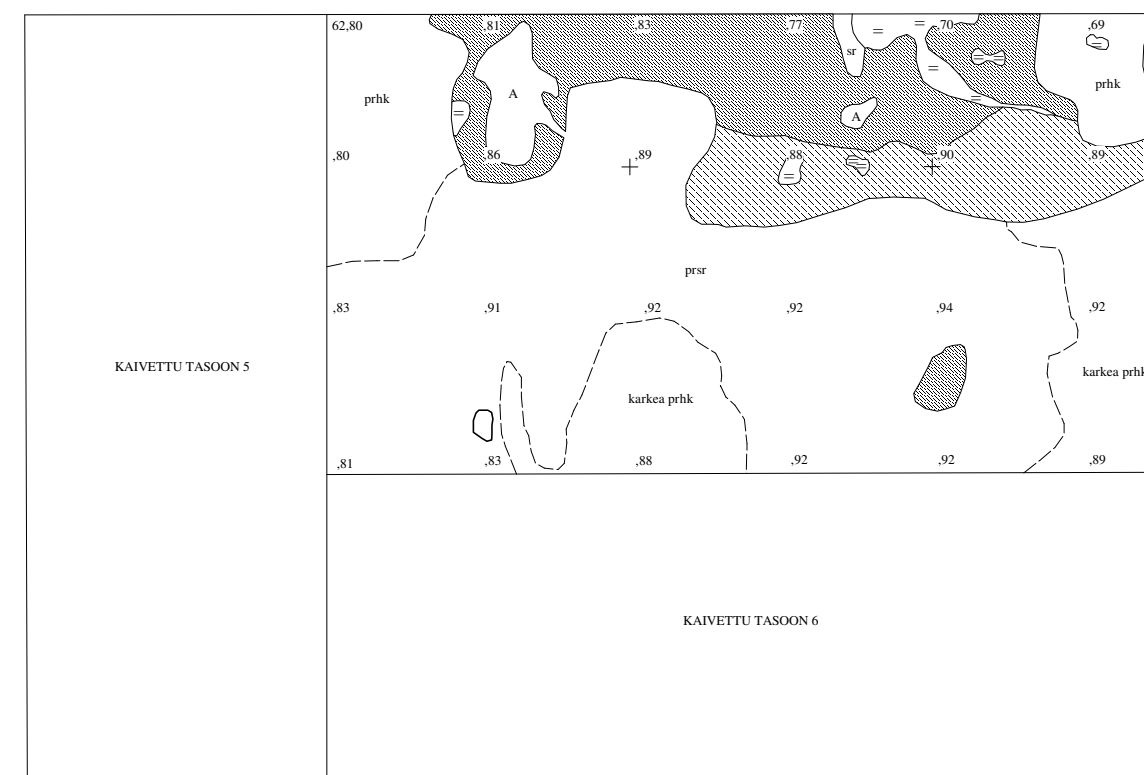 62,80 ,81 ,83 ,77 ,70 ,69
sr
prhk A prhk
A
,80 ,86 ,89 ,88 ,90 ,89
prsr
,83 ,91 ,92 ,92 ,94 ,92
KAIVETTU TASOON 5 karkea prhk
karkea prhk
,81 ,83 ,88 ,92 ,92 ,89
KAIVETTU TASOON 6